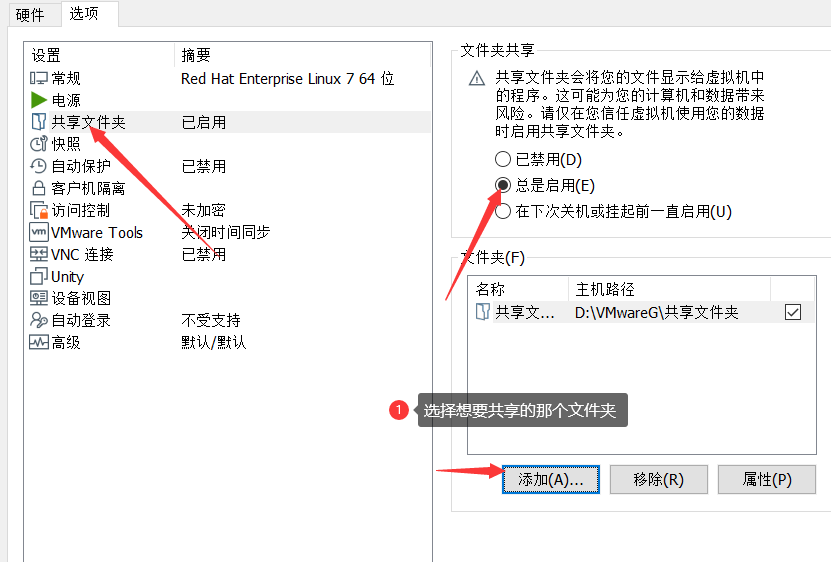 硬件
选项
设置 摘要
常规 Red Hat Enterprise Linux 7 64 位
电源
共享文件夹 已启用
快照
自动保护 已禁用
客户机隔离
访问控制 未加密
VMware Tools 关闭时间同步
VNC 连接 已禁用
Unity
设备视图
自动登录 不受支持
高级 默认/默认
文件夹共享
共享文件夹会将您的文件显示给虚拟机中
的程序。这可能为您的计算机和数据带来
风险。请仅在您信任虚拟机使用您的数据
时启用共享文件夹。
已禁用(D)
总是启用(E)
在下次关机或挂起前一直启用(U)
文件夹(F)
名称 主机路径
共享文... D:\VMwareG\共享文件夹
1 选择想要共享的那个文件夹
添加(A)... 移除(R) 属性(P)